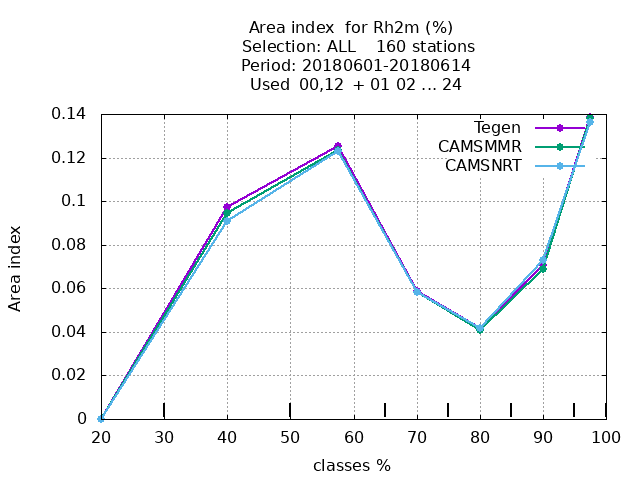 Area index  for Rh2m (%)
Selection: ALL    160 stations
Period: 20180601-20180614
Used  00,12  + 01 02 ... 24
Tegen
CAMSMMR
CAMSNRT
0.14
0.12
0.1
0.08
0.06
0.04
0.02
0
Area index
20 30 40 50 60 70 80 90 100
classes %